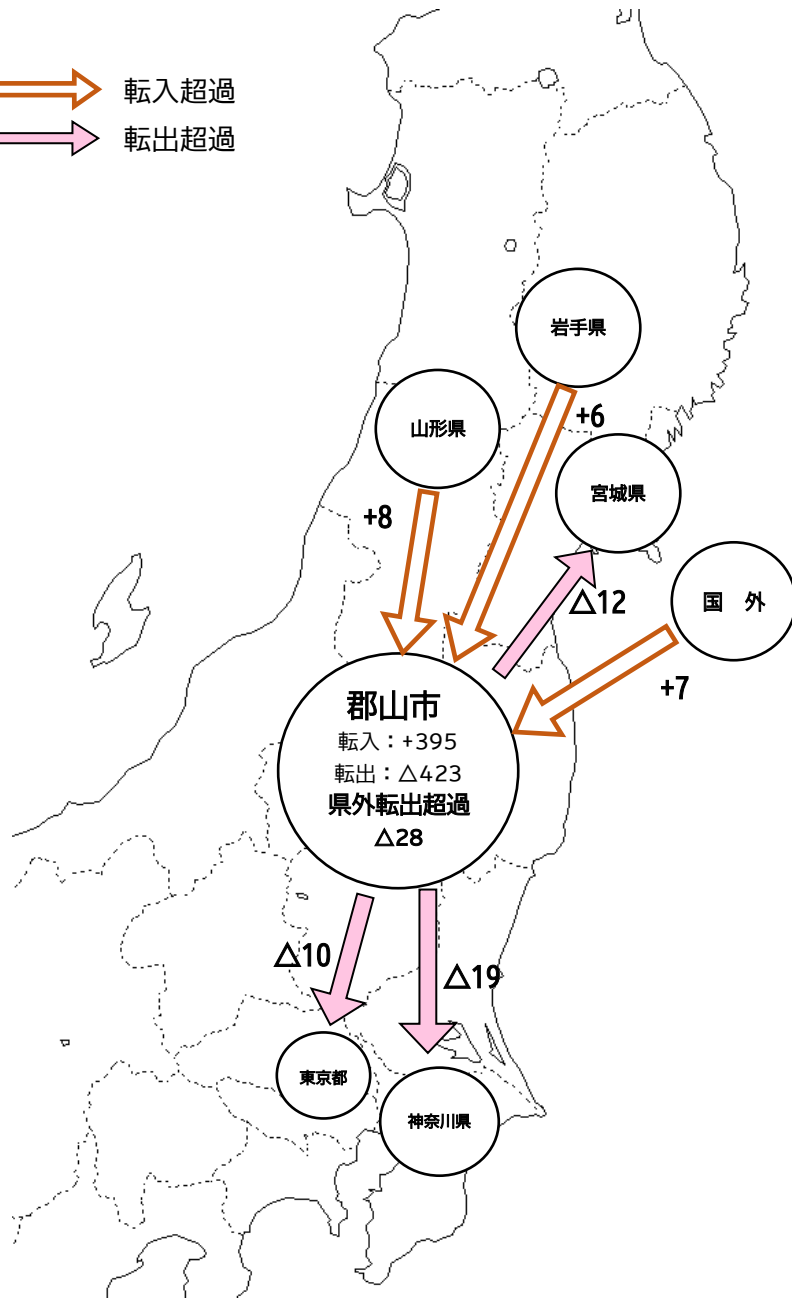 転入超過
転出超過
岩手県
+6
山形県
+8
宮城県
△12
国　外
+7
郡山市
転入：+395
転出：△423
県外転出超過
△28
△10
△19
東京都
神奈川県